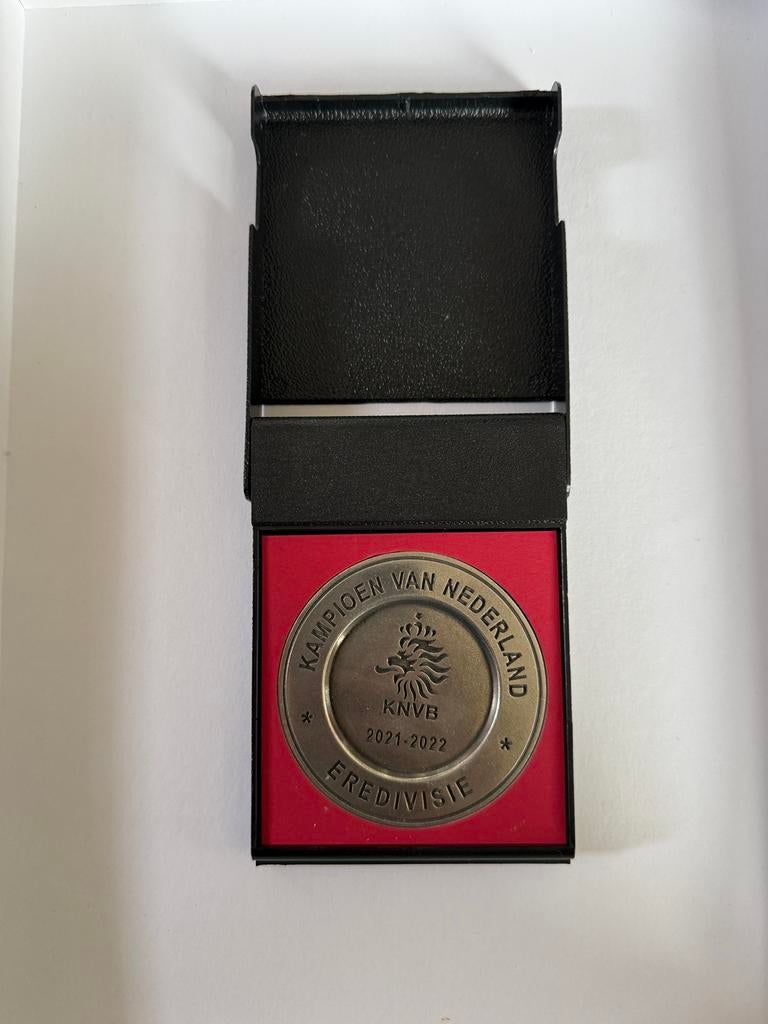 KAMPIOEN VAN NEDERLAND
KNVB
2021-2022
* EREDIVISIE *